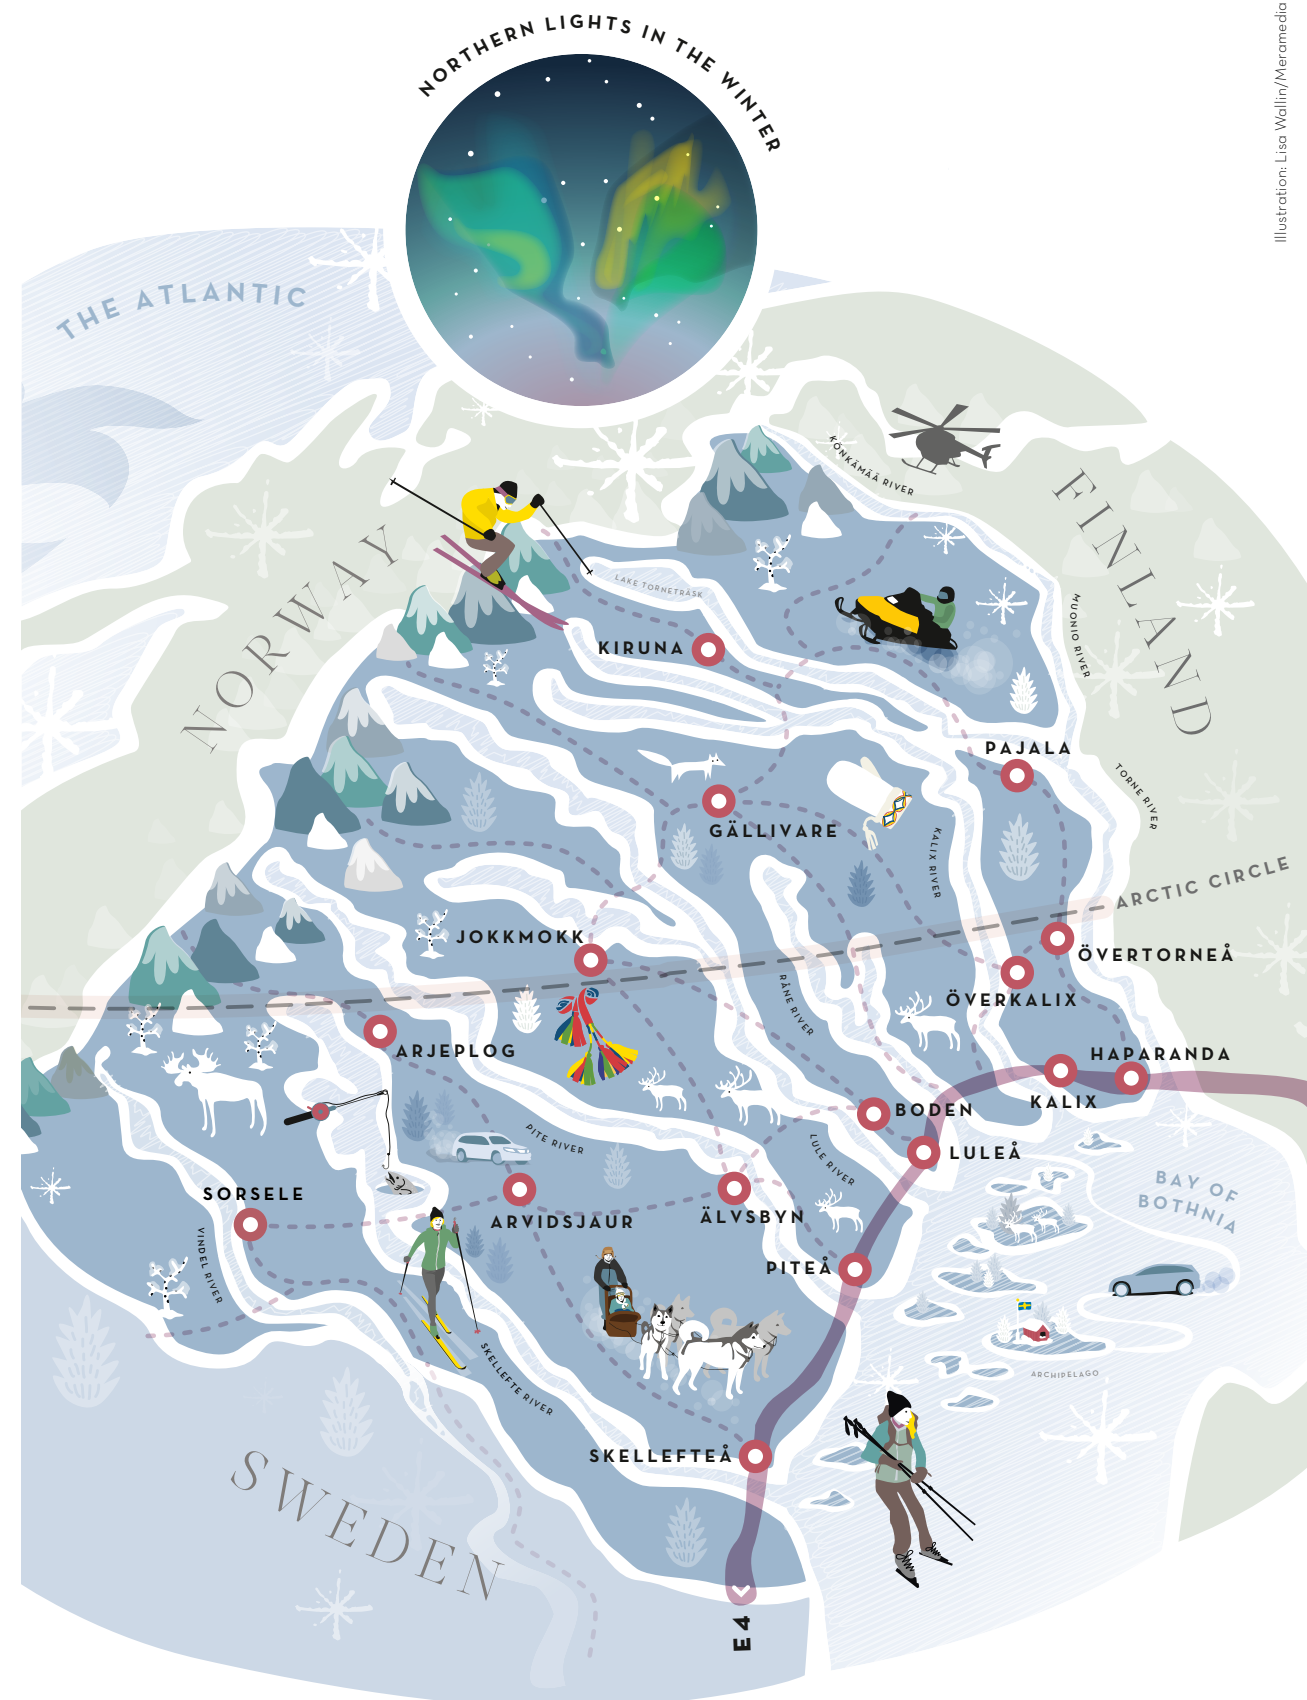 NORTHERN LIGHTS IN THE WINTER
Illustration: Lisa Wallin/Meramedia
THE ATLANTIC
KÖNKÄMÄÄ RIVER
FINLAND
NORWAY
LAKE TORNETRÄSK
MUONIO RIVER
KIRUNA
PAJALA
TORNE RIVER
GÄLLIVARE
KALIX RIVER
ARCTIC CIRCLE
JOKKMOKK
ÖVERTORNEÅ
RÅNE RIVER
ÖVERKALIX
ARJEPLOG
HAPARANDA
KALIX
BODEN
PITE RIVER
LULE RIVER
LULEÅ
BAY OF
BOTHNIA
SORSELE
ARVIDSJAUR
ÄLVSBYN
VINDEL RIVER
PITEÅ
SKELLEFTE RIVER
ARCHIPELAGO
SKELLEFTEÅ
SWEDEN
E4